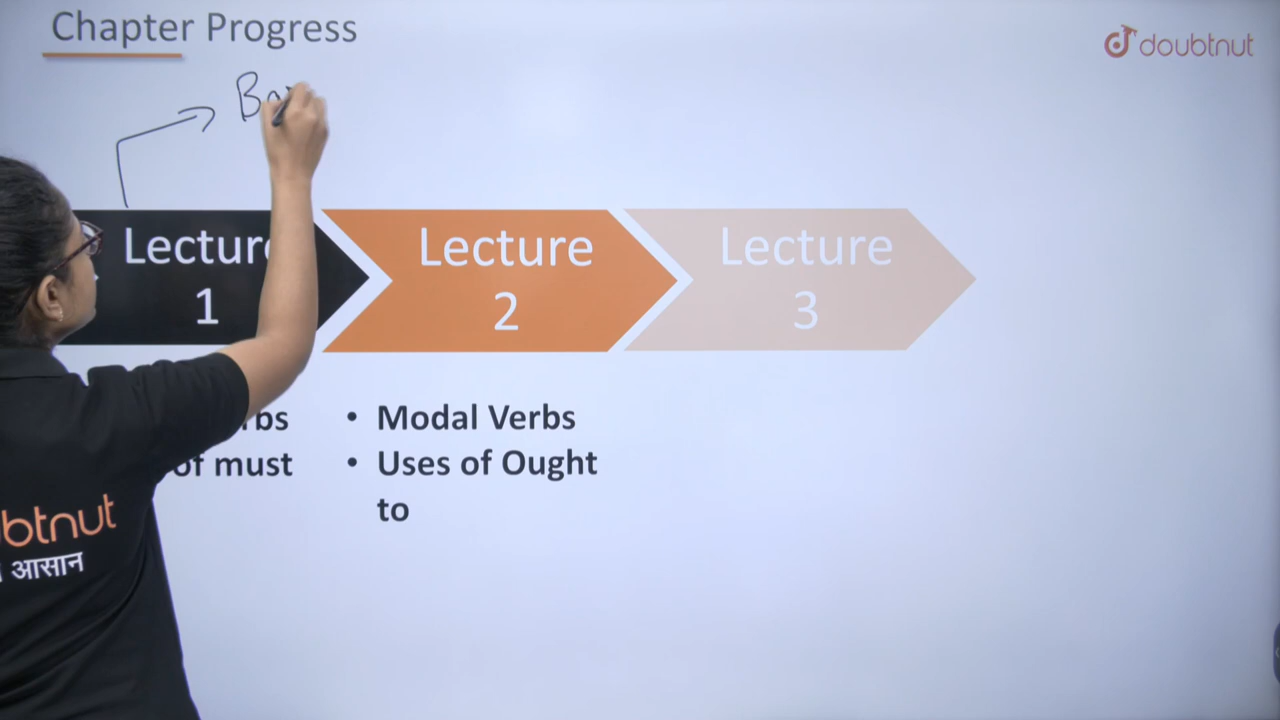 Chapter Progress
doubtnut
Lecture
1
Lecture
2
Lecture
3
of must
• Modal Verbs
• Uses of Ought
to
btnut
आसान